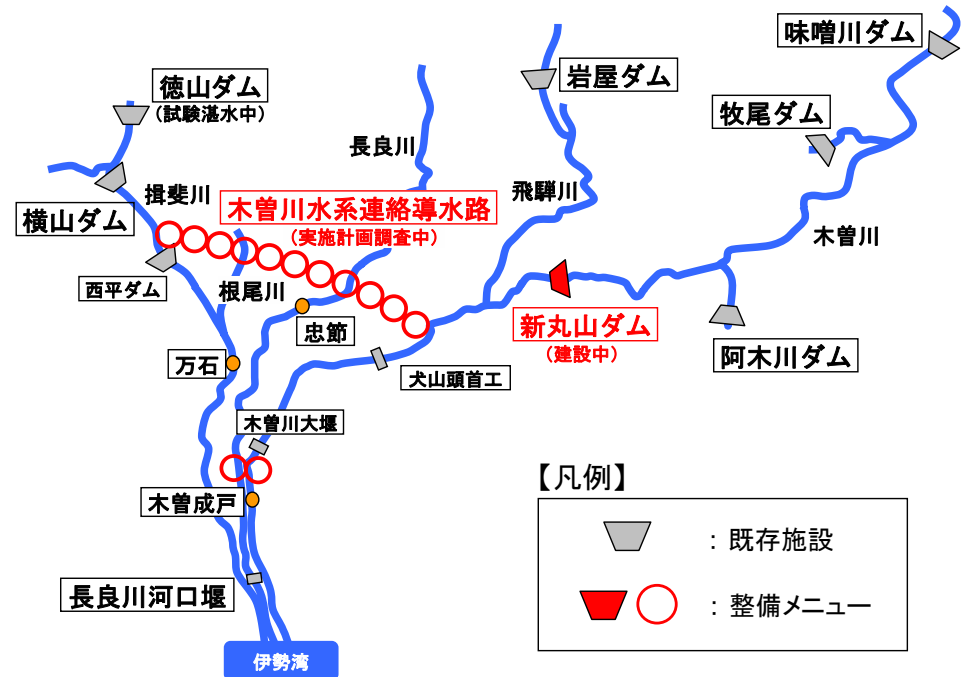 味噌川ダム
徳山ダム
(試験湛水中)
岩屋ダム
牧尾ダム
長良川
揖斐川
飛騨川
横山ダム
木曽川水系連絡導水路
(実施計画調査中)
木曽川
西平ダム
根尾川
忠節
新丸山ダム
(建設中)
阿木川ダム
万石
犬山頭首工
木曽川大堰
木曽成戸
長良川河口堰
伊勢湾
【凡例】
：既存施設
：整備メニュー